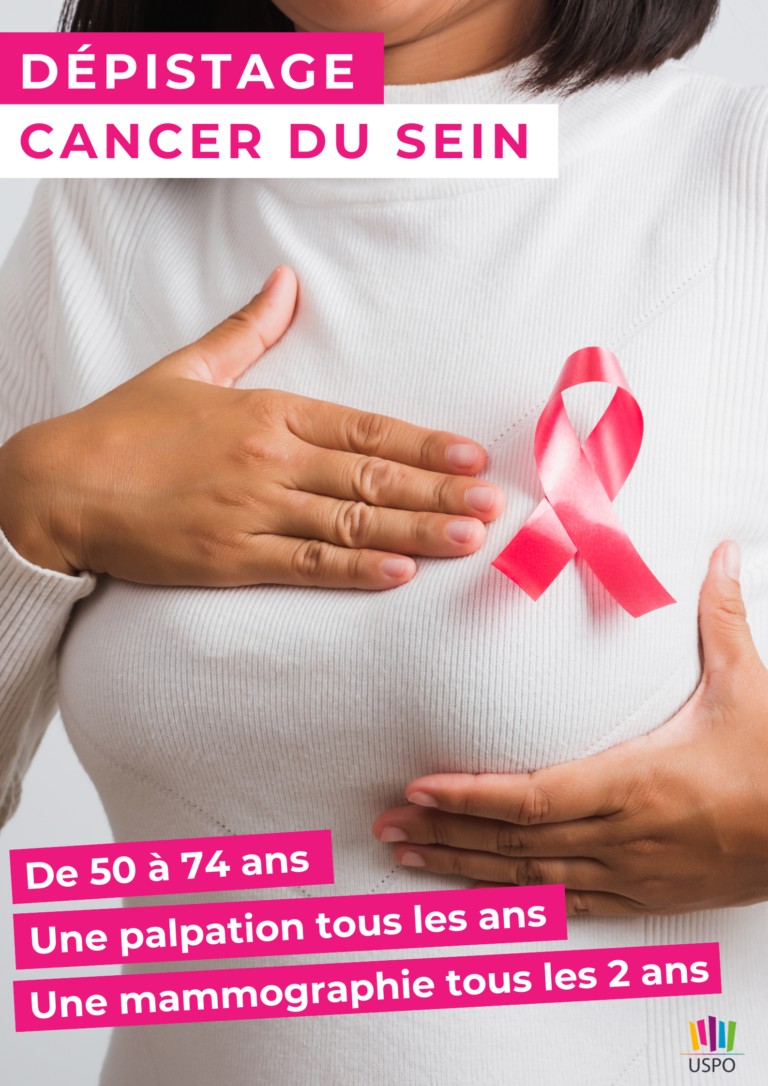 DÉPISTAGE
CANCER DU SEIN
De 50 à 74 ans
Une palpation tous les ans
Une mammographie tous les 2 ans
USPO